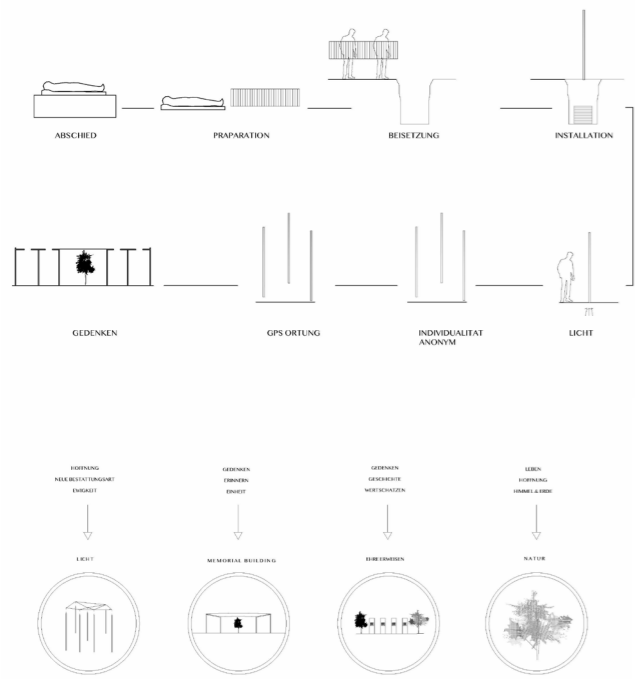 ABSCHIED
PRAPARATION
BEISETZUNG
INSTALLATION
GEDENKEN
GPS ORTUNG
INDIVIDUALITAT
ANONYM
LICHT
HOFFNUNG
NEUE BESTATTUNGSART
EWIGKEIT
GEDENKEN
ERINNERN
EINHEIT
GEDENKEN
GESCHICHTE
WERTSCHATZEN
LEBEN
HOFFNUNG
HIMMEL & ERDE
LICHT
MEMORIAL BUILDING
EHREERWEISEN
NATUR